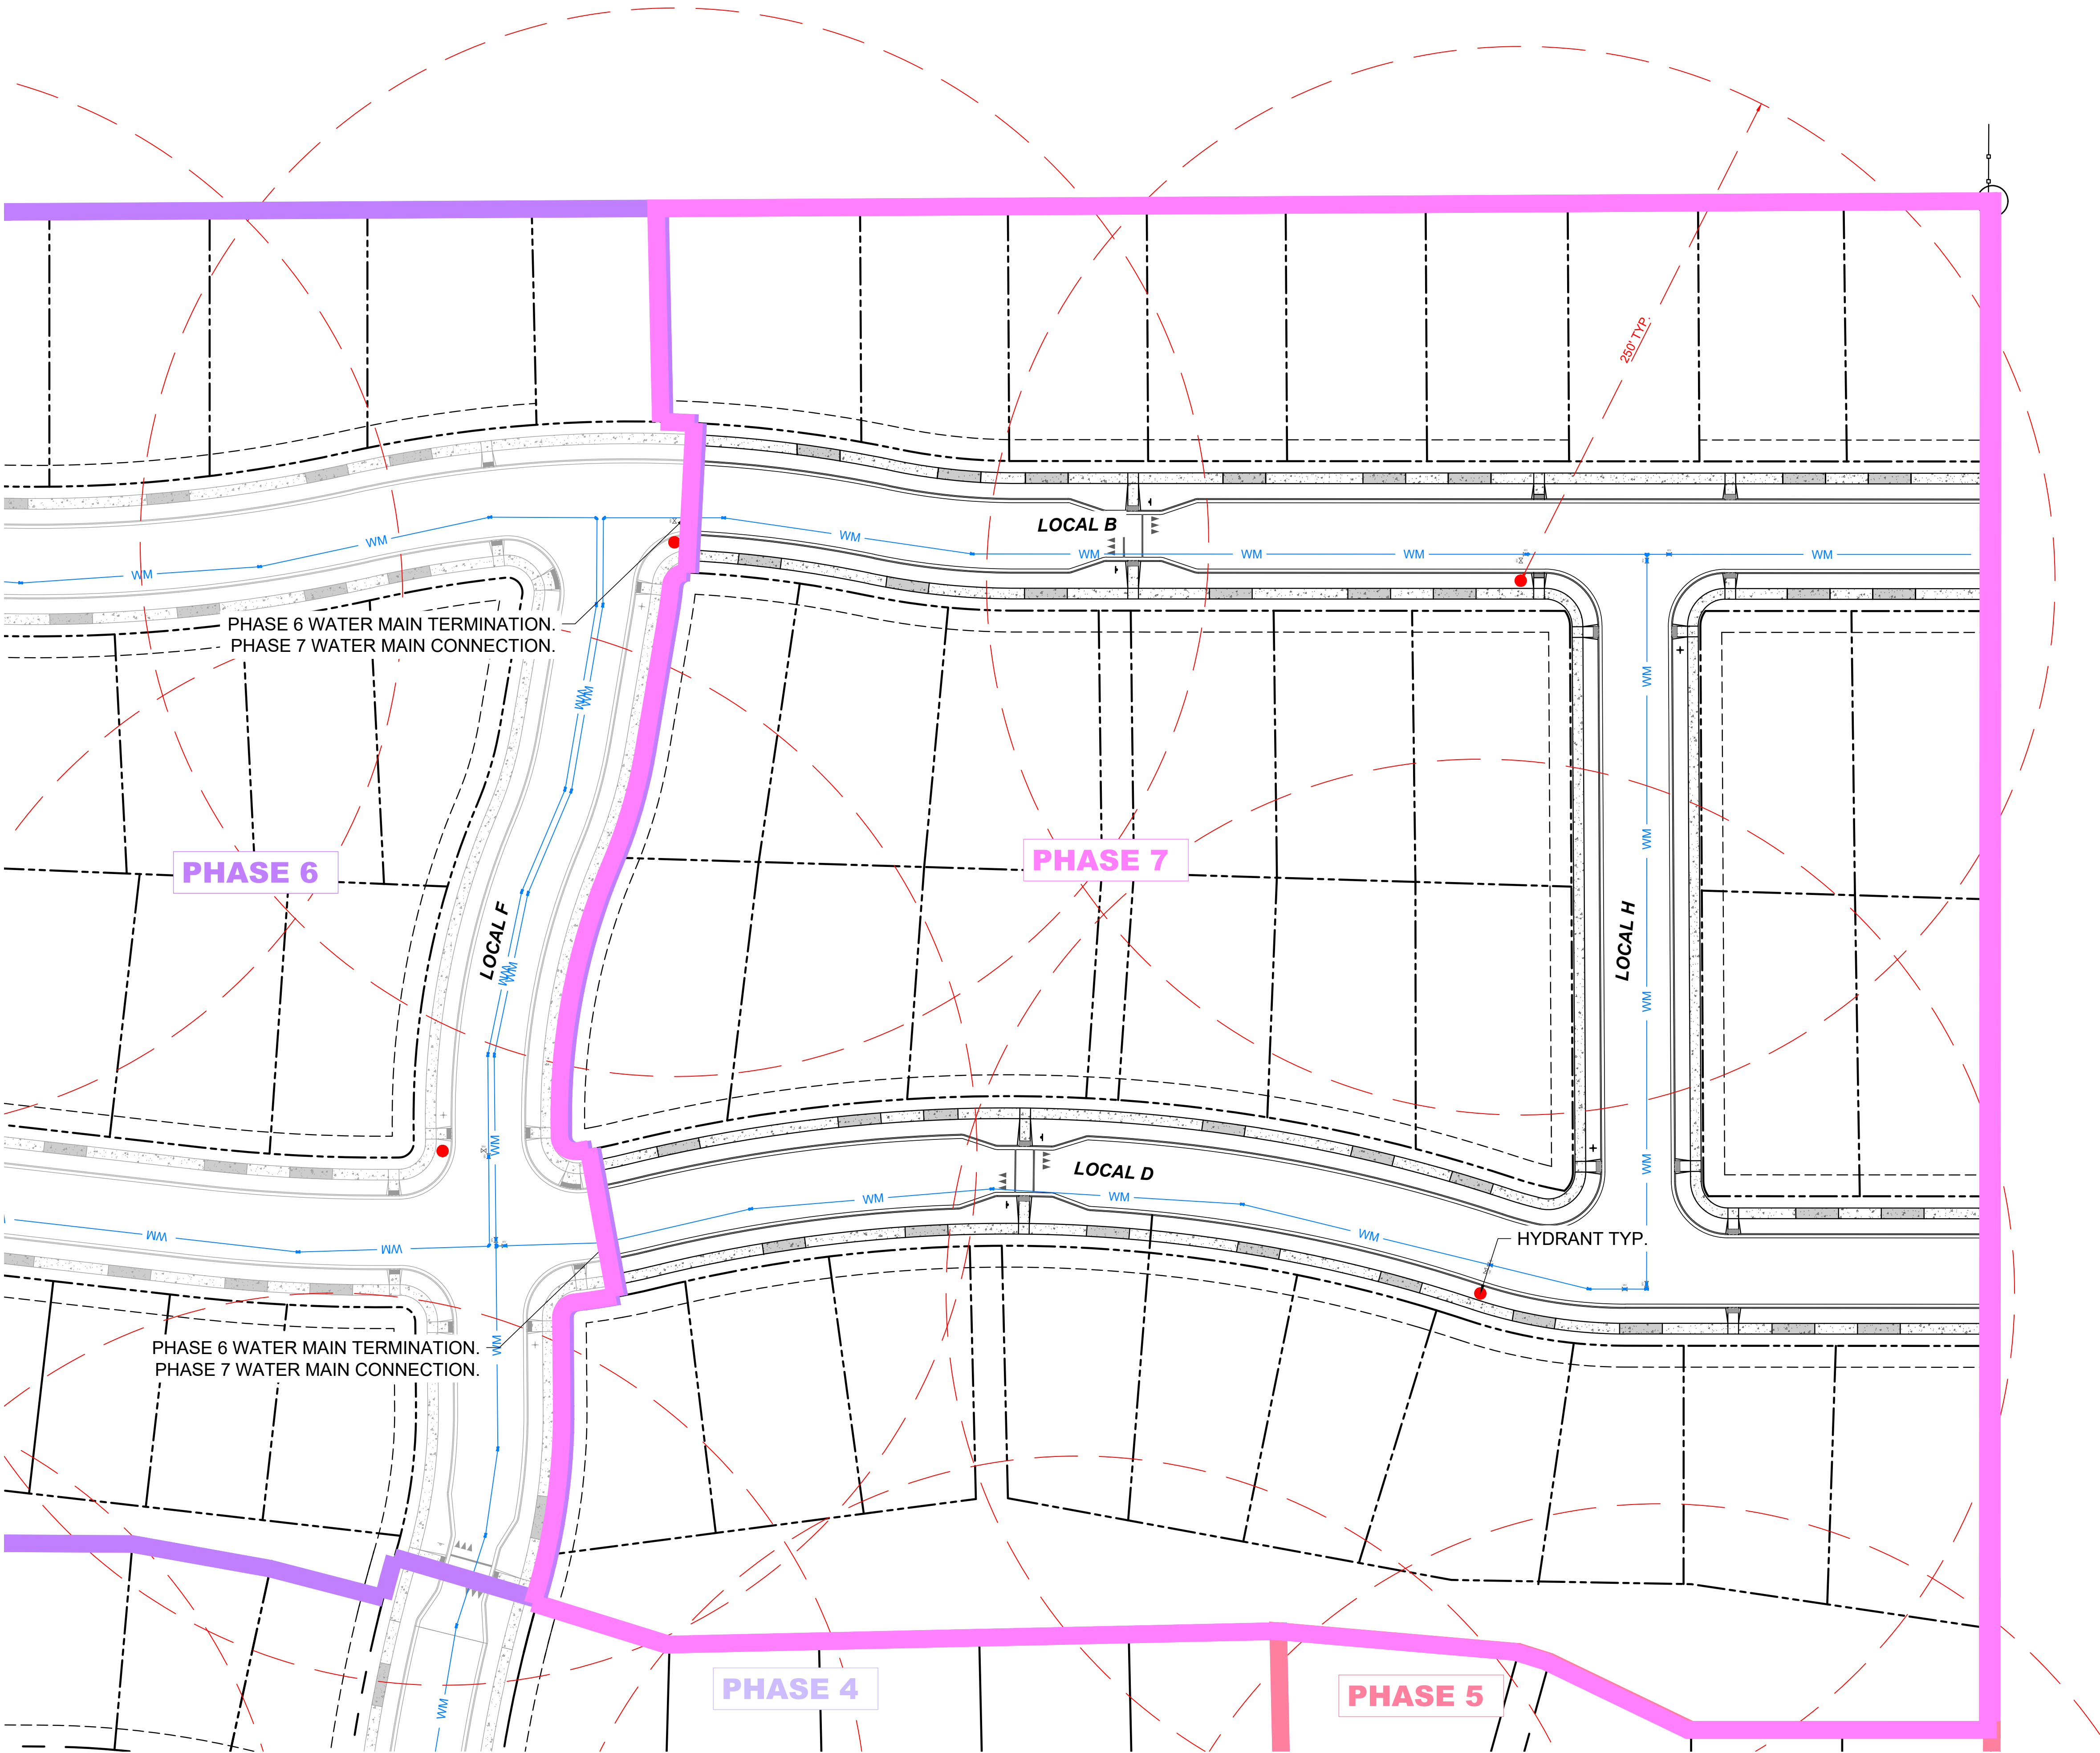 250' TYP.
LOCAL B
WM
WM
WM
WM
WM
WM
WM
PHASE 6 WATER MAIN TERMINATION.
PHASE 7 WATER MAIN CONNECTION.
WM
WM
WM
WM
PHASE 6
PHASE 7
LOCAL F
LOCAL H
WM
WM
WM
WM
WM
LOCAL D
WM
WM
WM
WM
WM
HYDRANT TYP.
PHASE 6 WATER MAIN TERMINATION.
PHASE 7 WATER MAIN CONNECTION.
WM
PHASE 4
PHASE 5
WM